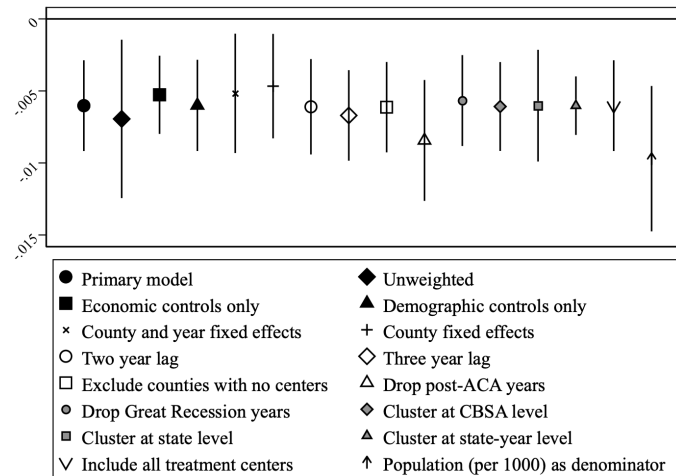 0
-.005
-.01
-.015
Primary model
Unweighted
Economic controls only
Demographic controls only
County and year fixed effects
County fixed effects
Two year lag
Three year lag
Exclude counties with no centers
Drop post-ACA years
Drop Great Recession years
Cluster at CBSA level
Cluster at state level
Cluster at state-year level
Include all treatment centers
Population (per 1000) as denominator